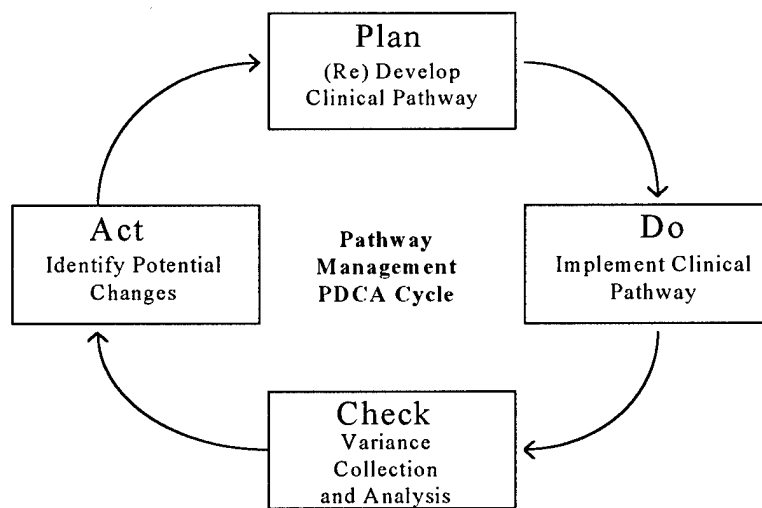 Plan
(Re) Develop
Clinical Pathway
Act
Identify Potential
Changes
Pathway
Management
PDCA Cycle
Do
Implement Clinical
Pathway
Check
Variance
Collection
and Analysis